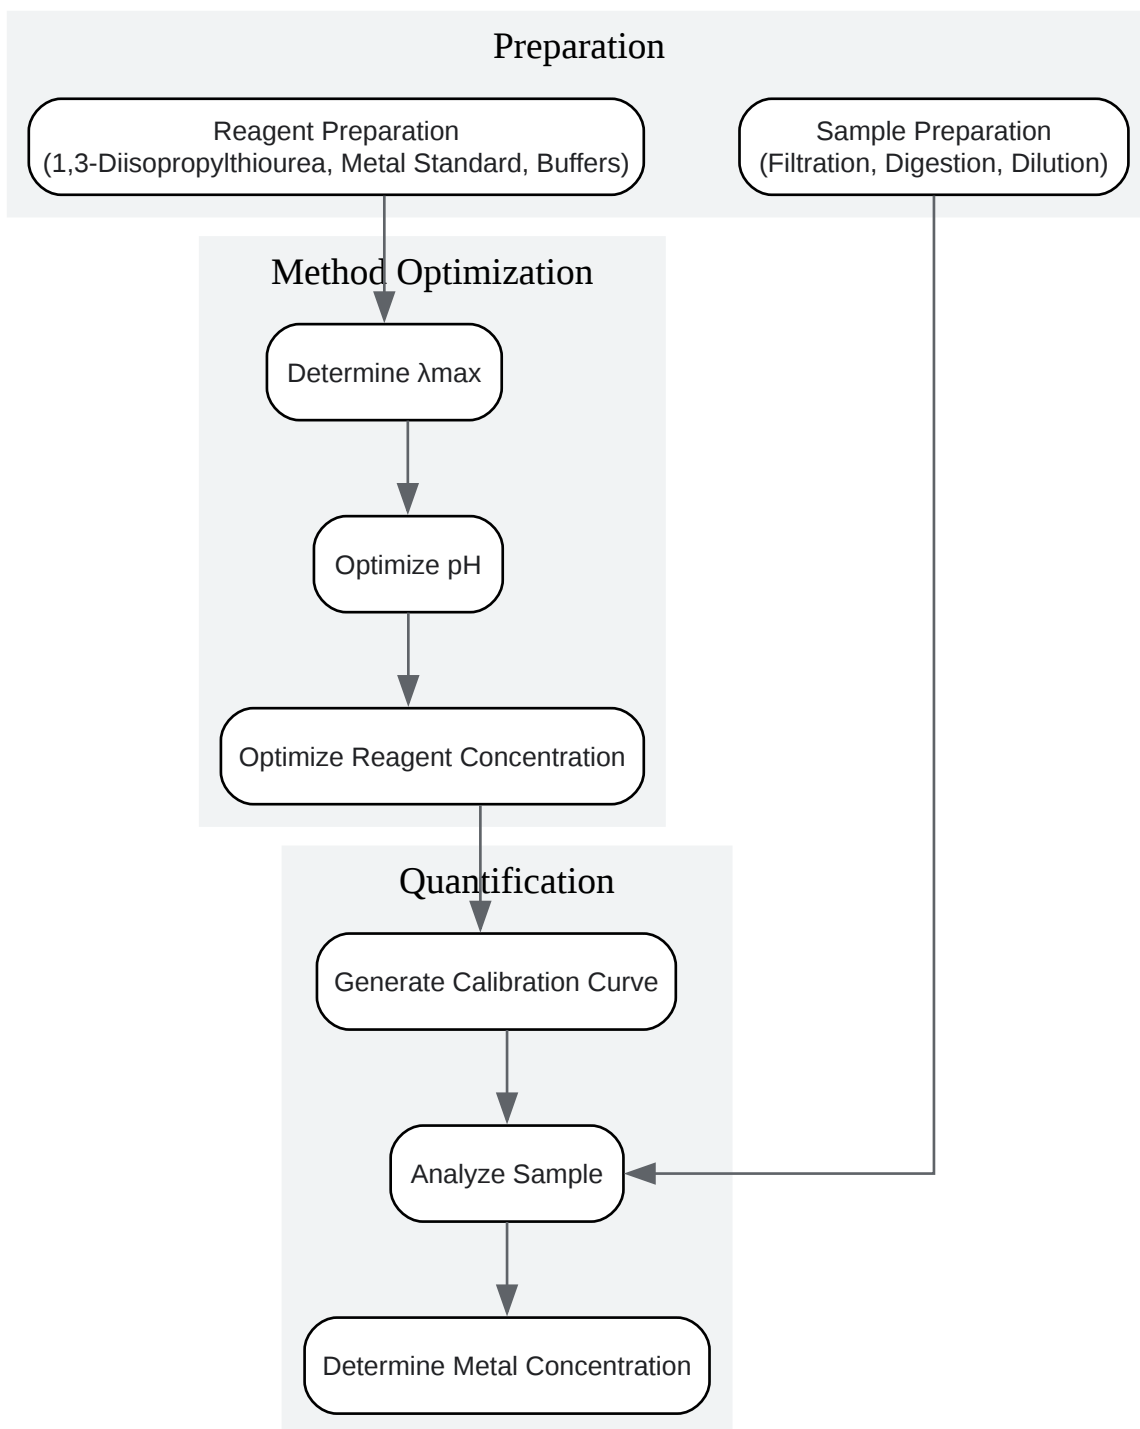 Preparation
Reagent Preparation
(1,3-Diisopropylthiourea, Metal Standard, Buffers)
Sample Preparation
(Filtration, Digestion, Dilution)
Method Optimization
Determine λmax
Optimize pH
Optimize Reagent Concentration
Quantification
Generate Calibration Curve
Analyze Sample
Determine Metal Concentration